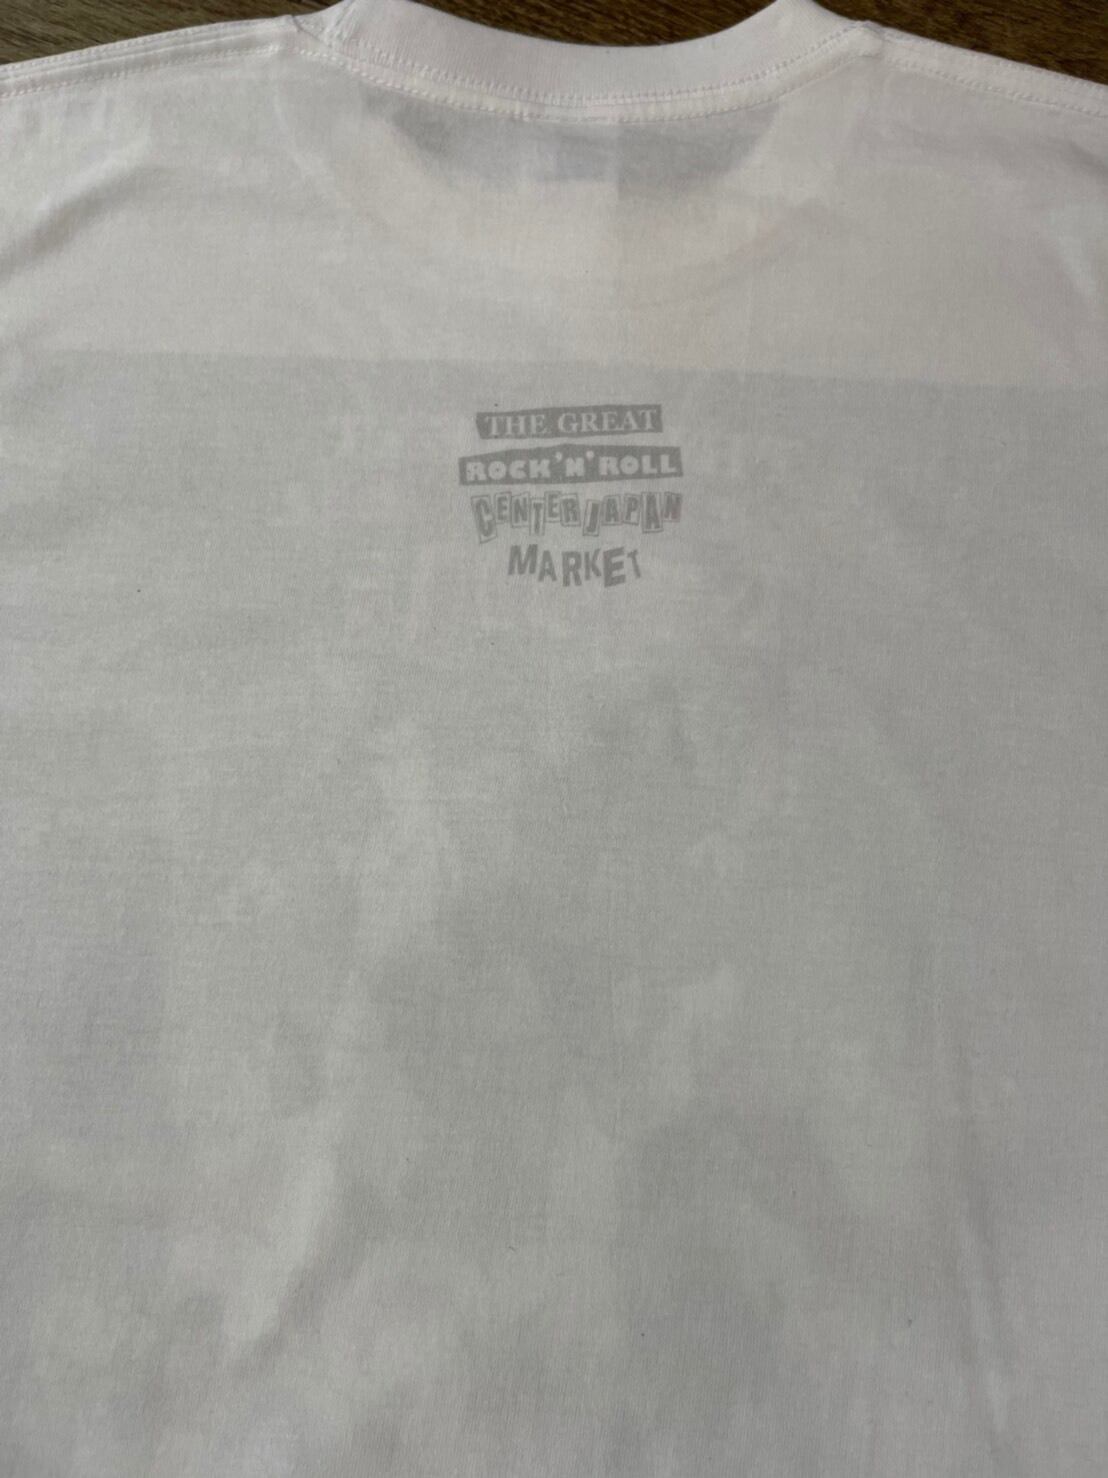 THE GREAT
ROCK'N'ROLL
CENTER JAPAN
MARKET